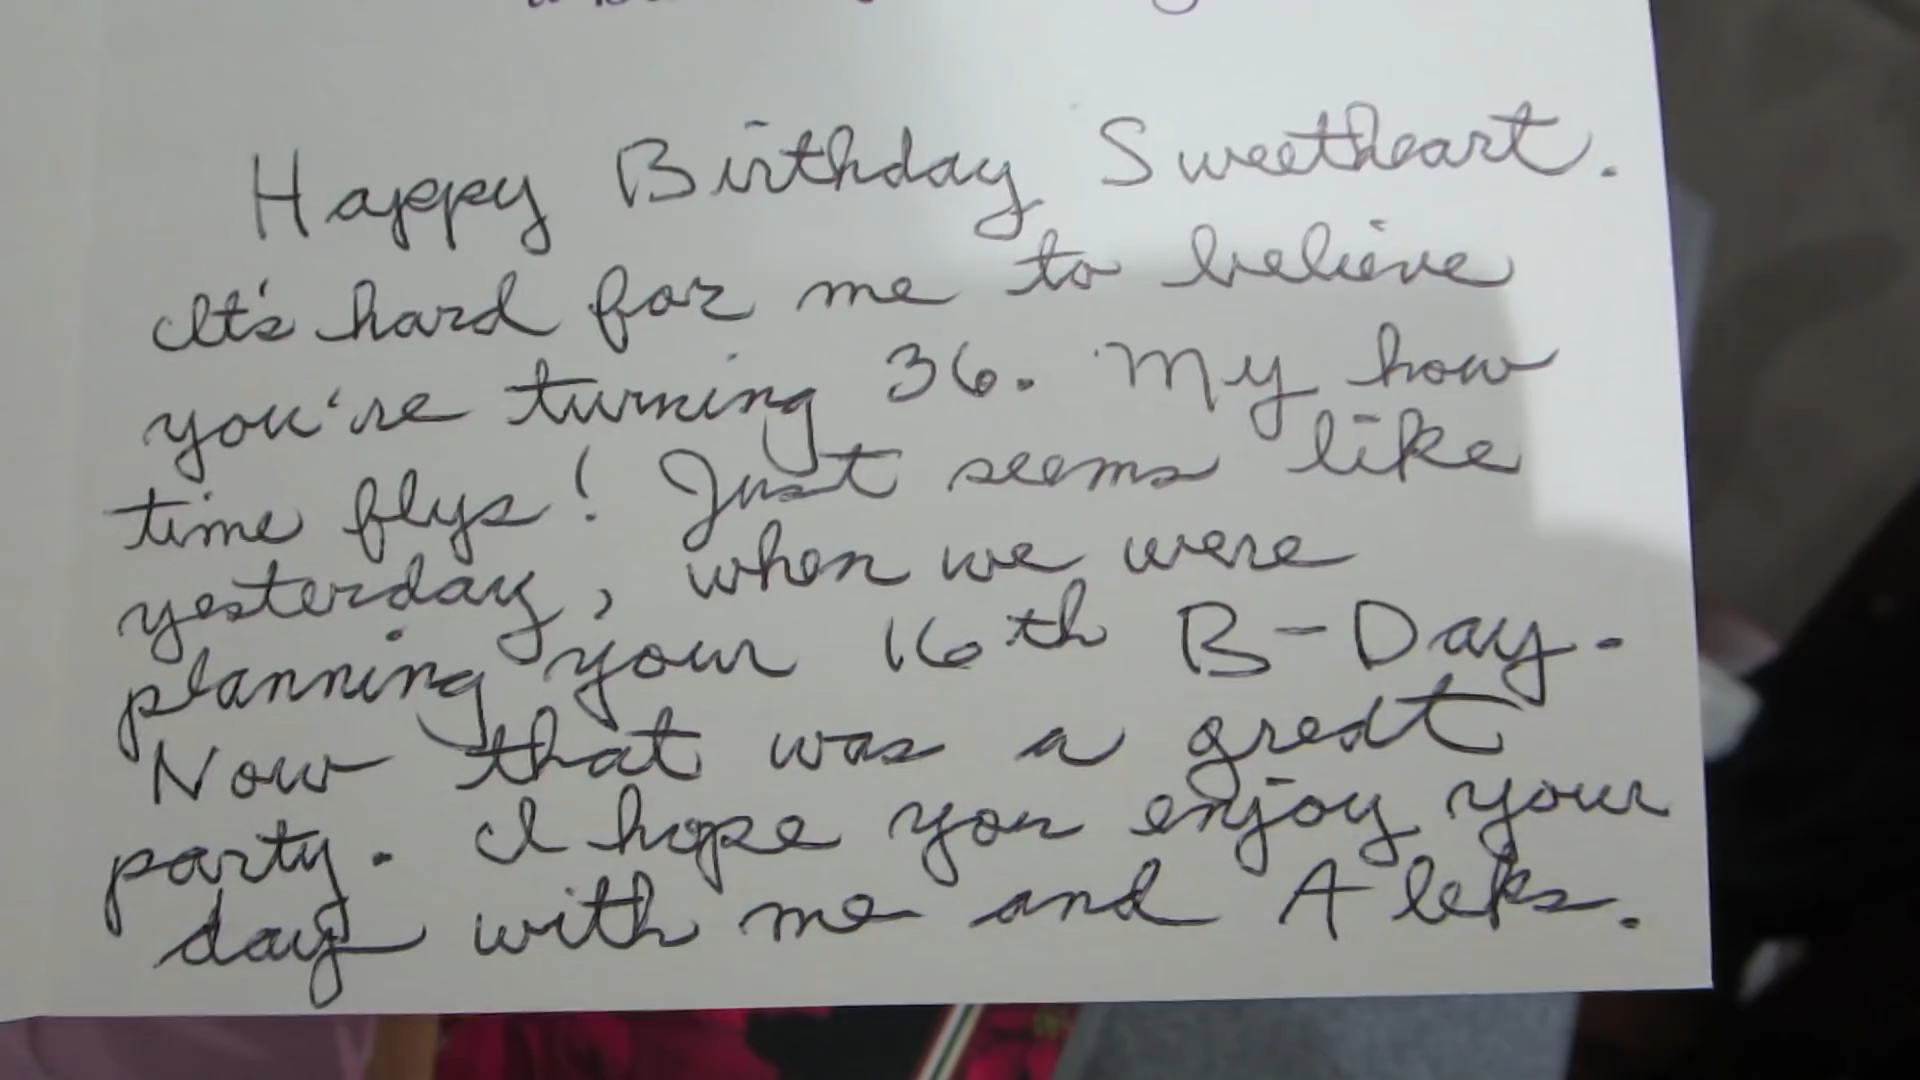 Happy Birthday Sweetheart.
It's hard for me to believe
you're turning 36. My how
time flys! Just seems like
yesterday, when we were
planning your 16th B-Day.
Now that was a great
party. I hope you enjoy your
day with me and Aleks.